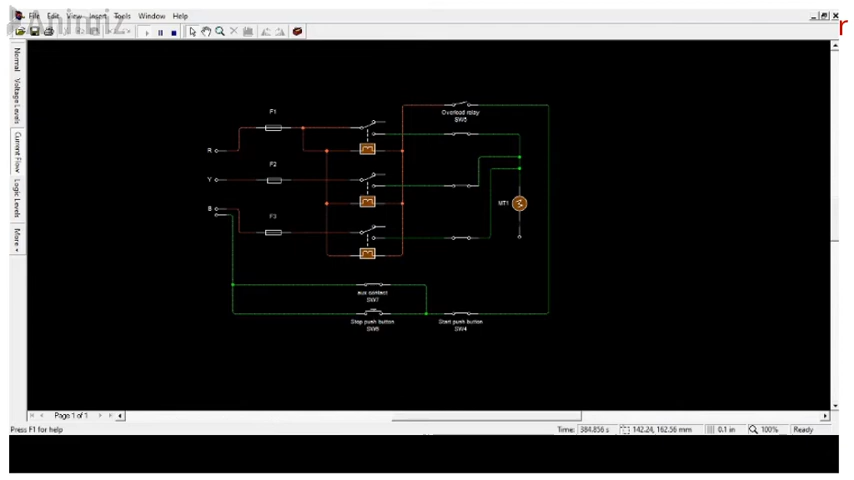 Animiz
File Edit View Insert Tools Window Help
r
Normal
Voltage Levels
Current Flow
Logic Levels
More
F1
Overload relay
SW5
R
F2
Y
MT1
B
F3
aux contact
SW7
Stop push button
SW6
Start push button
SW4
Page 1 of 1
Press F1 for help
Time: 384.856 s
142.24, 162.56 mm
0.1 in
100%
Ready